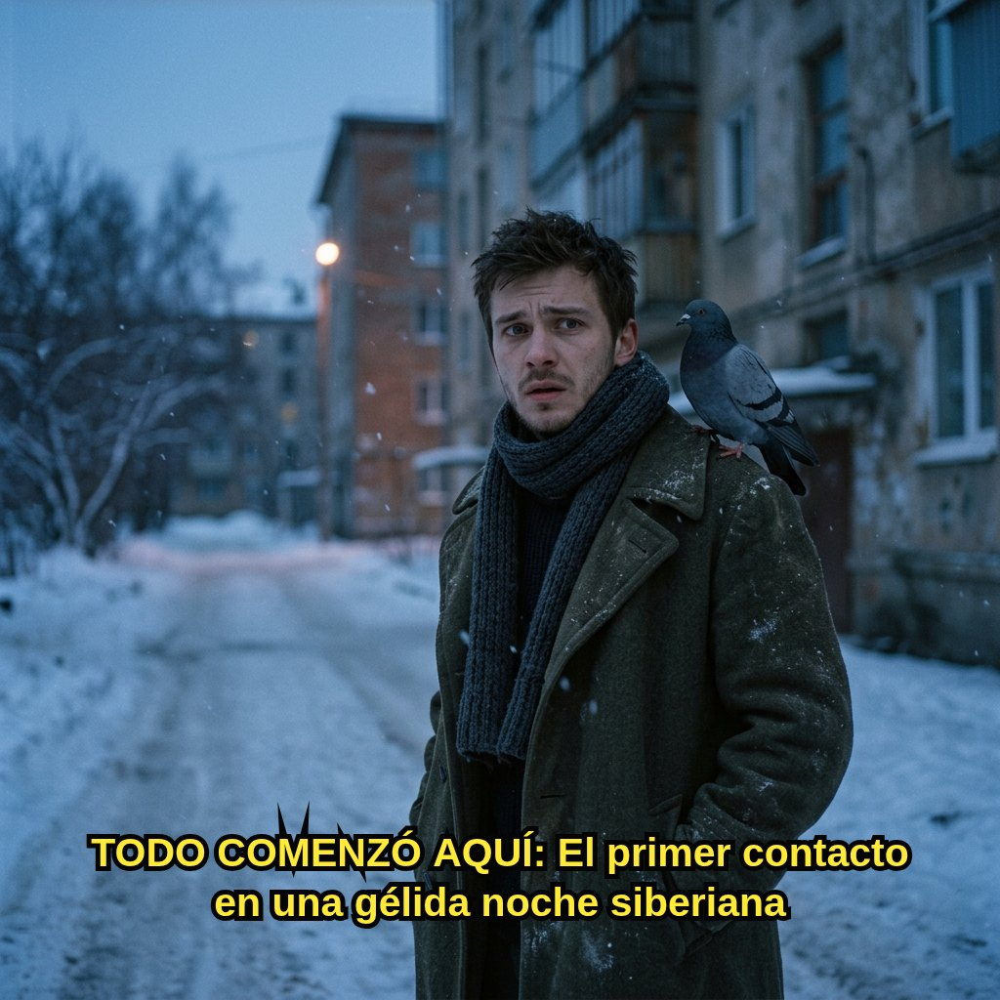 TODO COMENZÓ AQUÍ: El primer contacto
en una gélida noche siberiana